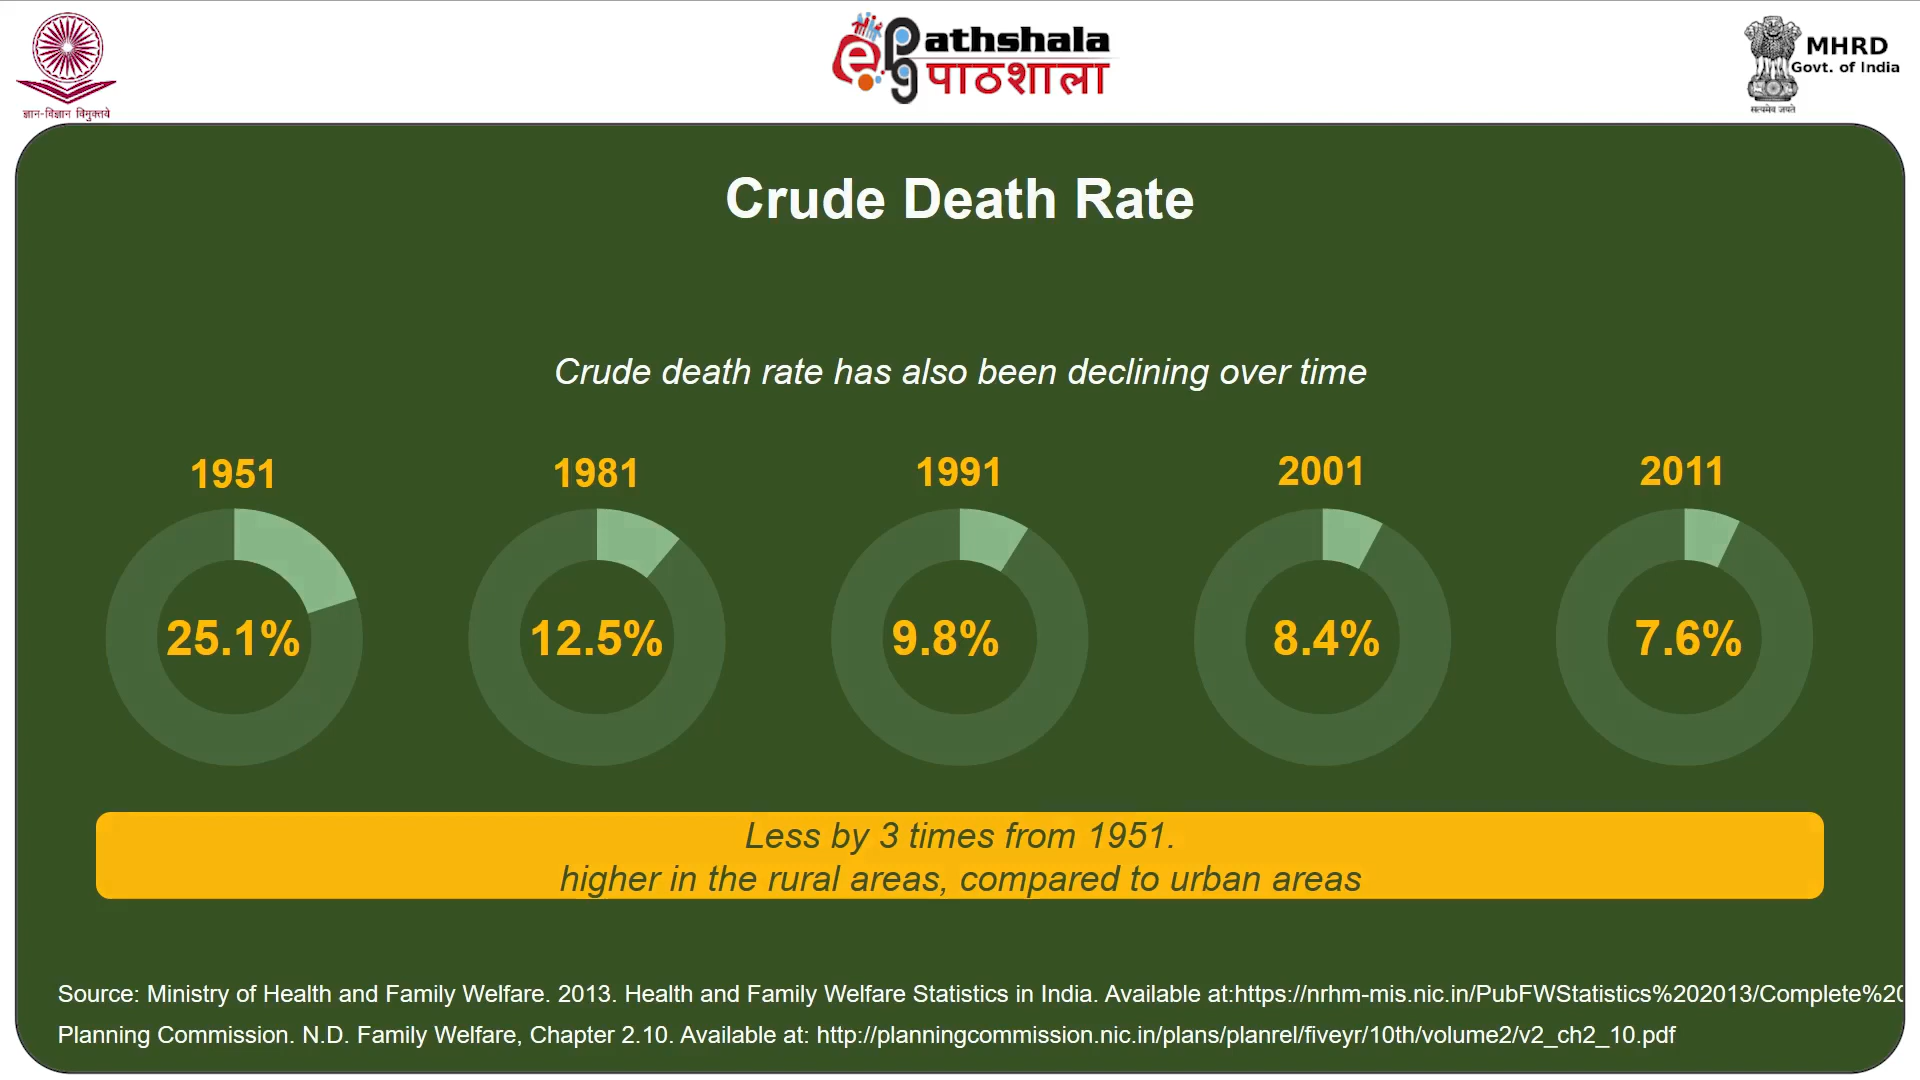 ज्ञान-विज्ञान विमुक्तये
e
pg
athshala
पाठशाला
MHRD
Govt. of India
सत्यमेव जयते
Crude Death Rate
Crude death rate has also been declining over time
1951 1981 1991 2001 2011
25.1% 12.5% 9.8% 8.4% 7.6%
Less by 3 times from 1951.
higher in the rural areas, compared to urban areas
Source: Ministry of Health and Family Welfare. 2013. Health and Family Welfare Statistics in India. Available at:https://nrhm-mis.nic.in/PubFWStatistics%202013/Complete%20
Planning Commission. N.D. Family Welfare, Chapter 2.10. Available at: http://planningcommission.nic.in/plans/planrel/fiveyr/10th/volume2/v2_ch2_10.pdf